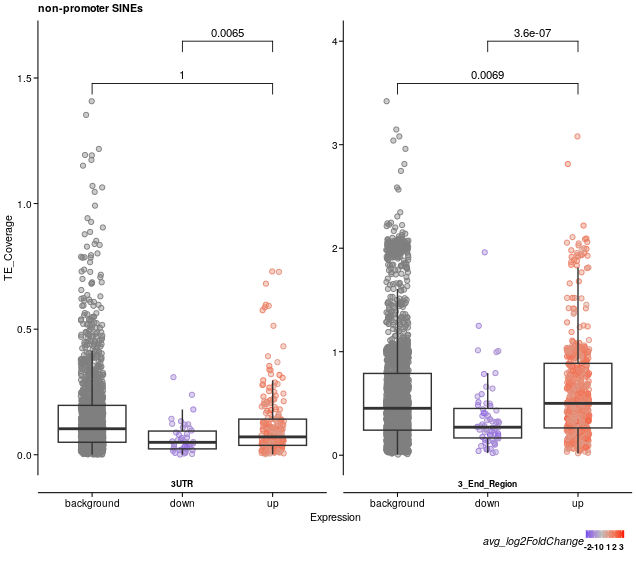 non-promoter SINEs
TE_Coverage
0.0065
1
1.5
1.0
0.5
0.0
3.6e-07
0.0069
4
3
2
1
0
3UTR
3_End_Region
background down up
background down up
Expression
avg_log2FoldChange
-2-10 1 2 3